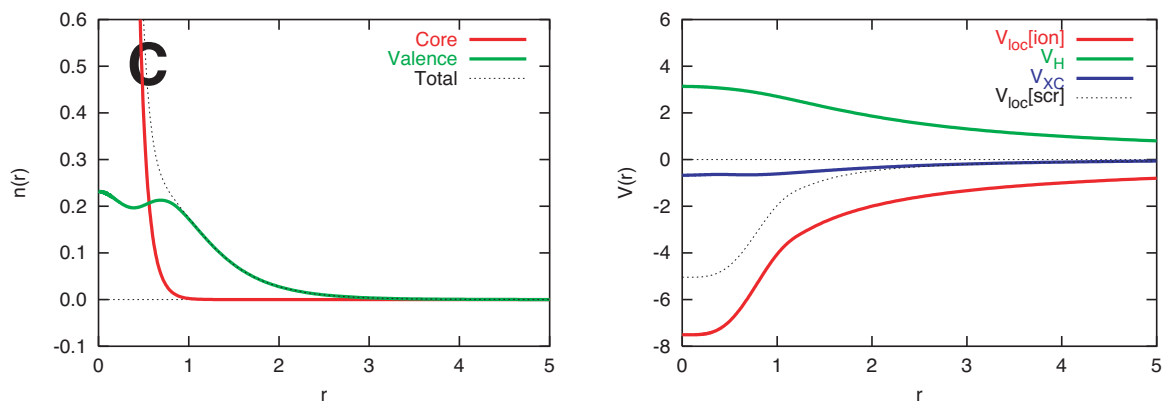 0.6
0.5
0.4
0.3
0.2
0.1
0.0
-0.1
n(r)
C
Core
Valence
Total
0 1 2 3 4 5
r
6
4
2
0
-2
-4
-6
-8
V(r)
V_loc[ion]
V_H
V_XC
V_loc[scr]
0 1 2 3 4 5
r